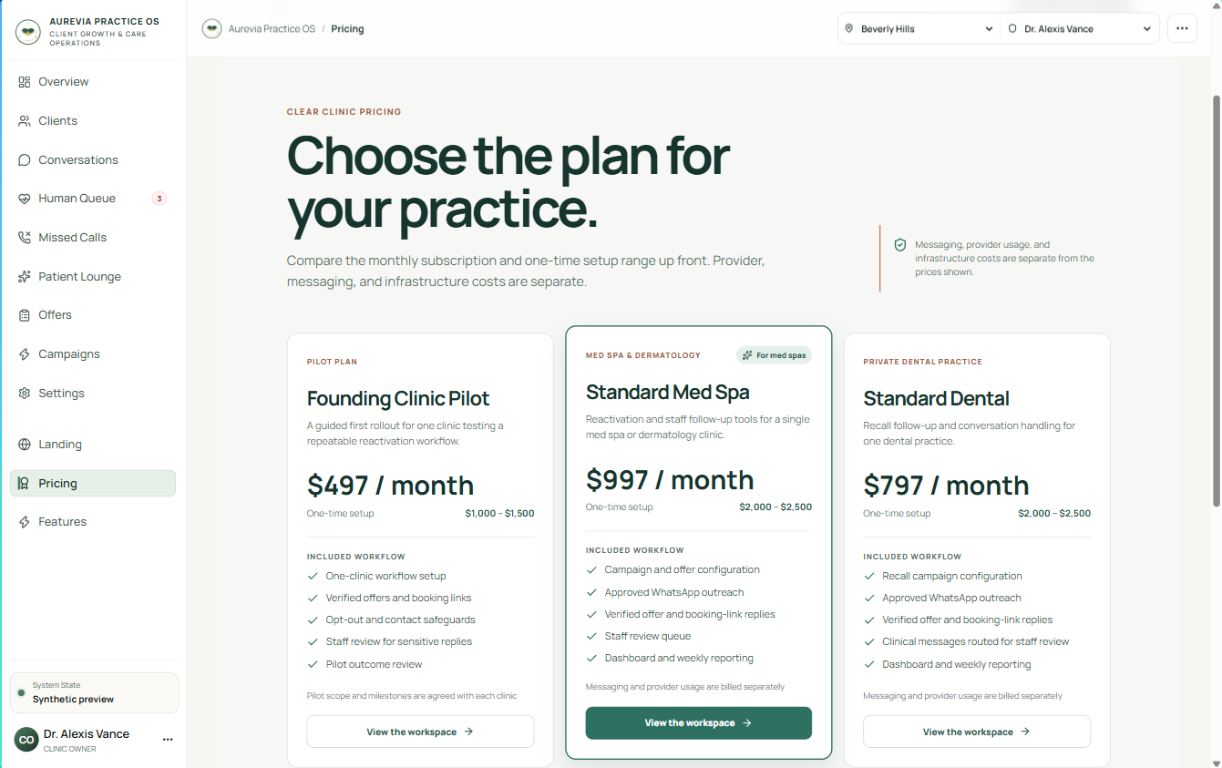 AUREVIA PRACTICE OS
CLIENT GROWTH & CARE
OPERATIONS
Overview
Clients
Conversations
Human Queue 3
Missed Calls
Patient Lounge
Offers
Campaigns
Settings
Landing
Pricing
Features
System State
Synthetic preview
CO
Dr. Alexis Vance
CLINIC OWNER
Aurevia Practice OS / Pricing
Beverly Hills
Dr. Alexis Vance
CLEAR CLINIC PRICING
Choose the plan for
your practice.
Compare the monthly subscription and one-time setup range up front. Provider,
messaging, and infrastructure costs are separate.
Messaging, provider usage, and
infrastructure costs are separate from the
prices shown.
PILOT PLAN
Founding Clinic Pilot
A guided first rollout for one clinic testing a
repeatable reactivation workflow.
$497 / month
One-time setup $1,000 – $1,500
INCLUDED WORKFLOW
One-clinic workflow setup
Verified offers and booking links
Opt-out and contact safeguards
Staff review for sensitive replies
Pilot outcome review
Pilot scope and milestones are agreed with each clinic
View the workspace →
MED SPA & DERMATOLOGY
For med spas
Standard Med Spa
Reactivation and staff follow-up tools for a single
med spa or dermatology clinic.
$997 / month
One-time setup $2,000 – $2,500
INCLUDED WORKFLOW
Campaign and offer configuration
Approved WhatsApp outreach
Verified offer and booking-link replies
Staff review queue
Dashboard and weekly reporting
Messaging and provider usage are billed separately
View the workspace →
PRIVATE DENTAL PRACTICE
Standard Dental
Recall follow-up and conversation handling for
one dental practice.
$797 / month
One-time setup $2,000 – $2,500
INCLUDED WORKFLOW
Recall campaign configuration
Approved WhatsApp outreach
Verified offer and booking-link replies
Clinical messages routed for staff review
Dashboard and weekly reporting
Messaging and provider usage are billed separately
View the workspace →